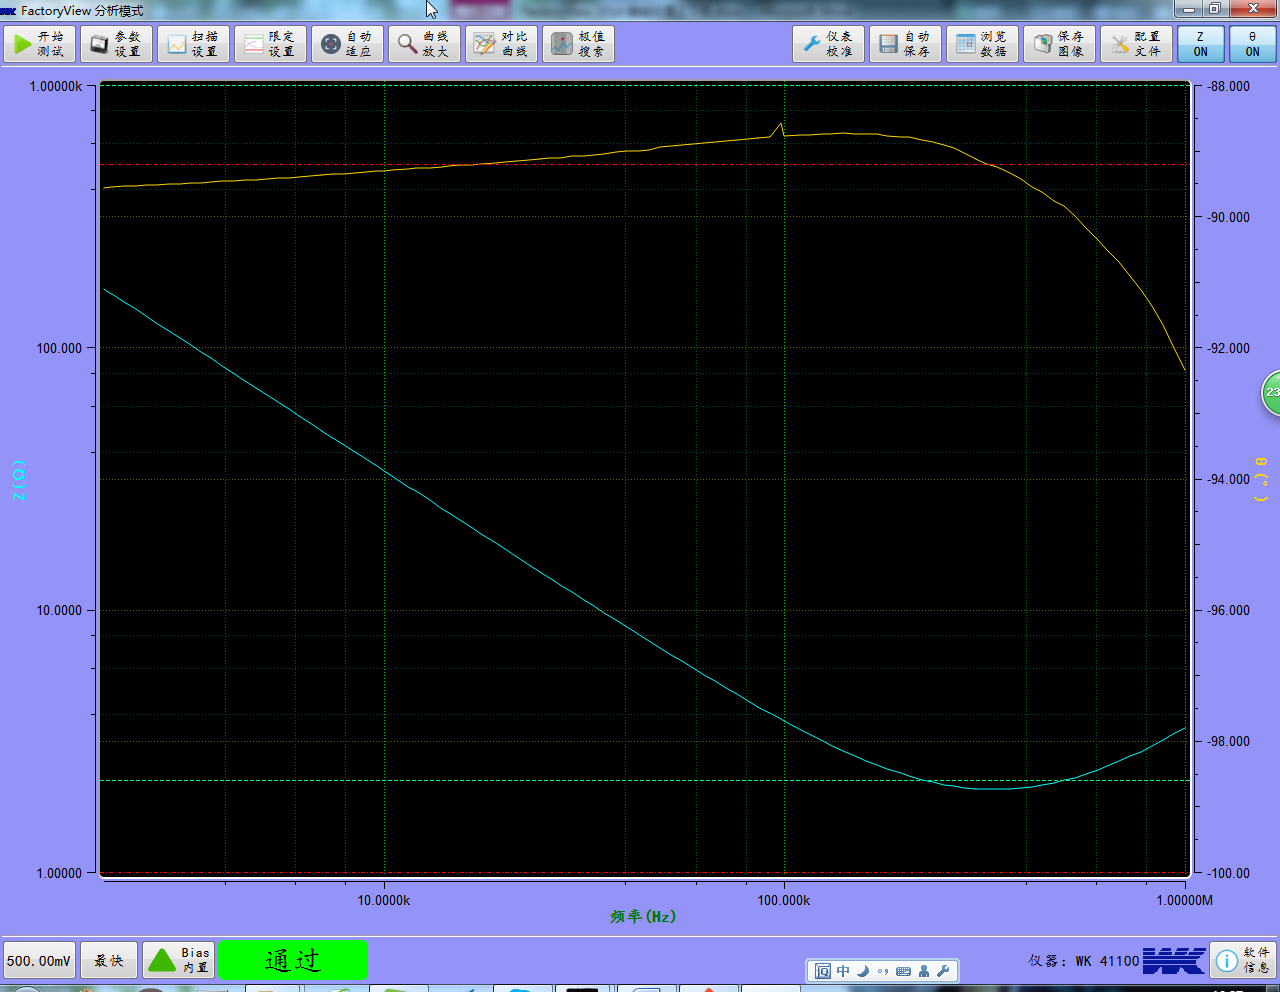 FactoryView 分析模式
开始
测试
参数
设置
扫描
设置
限定
设置
自动
适应
曲线
放大
对比
曲线
极值
搜索
仪表
校准
自动
保存
浏览
数据
保存
图像
配置
文件
Z
ON
θ
ON
1.00000k
100.000
10.0000
1.00000
Z(Ω)
-88.000
-90.000
-92.000
-94.000
-96.000
-98.000
-100.00
θ(°)
23
10.0000k
100.000k
1.00000M
频率(Hz)
500.00mV
最快
Bias
内置
通过
中
仪器: WK 41100
WK
软件
信息